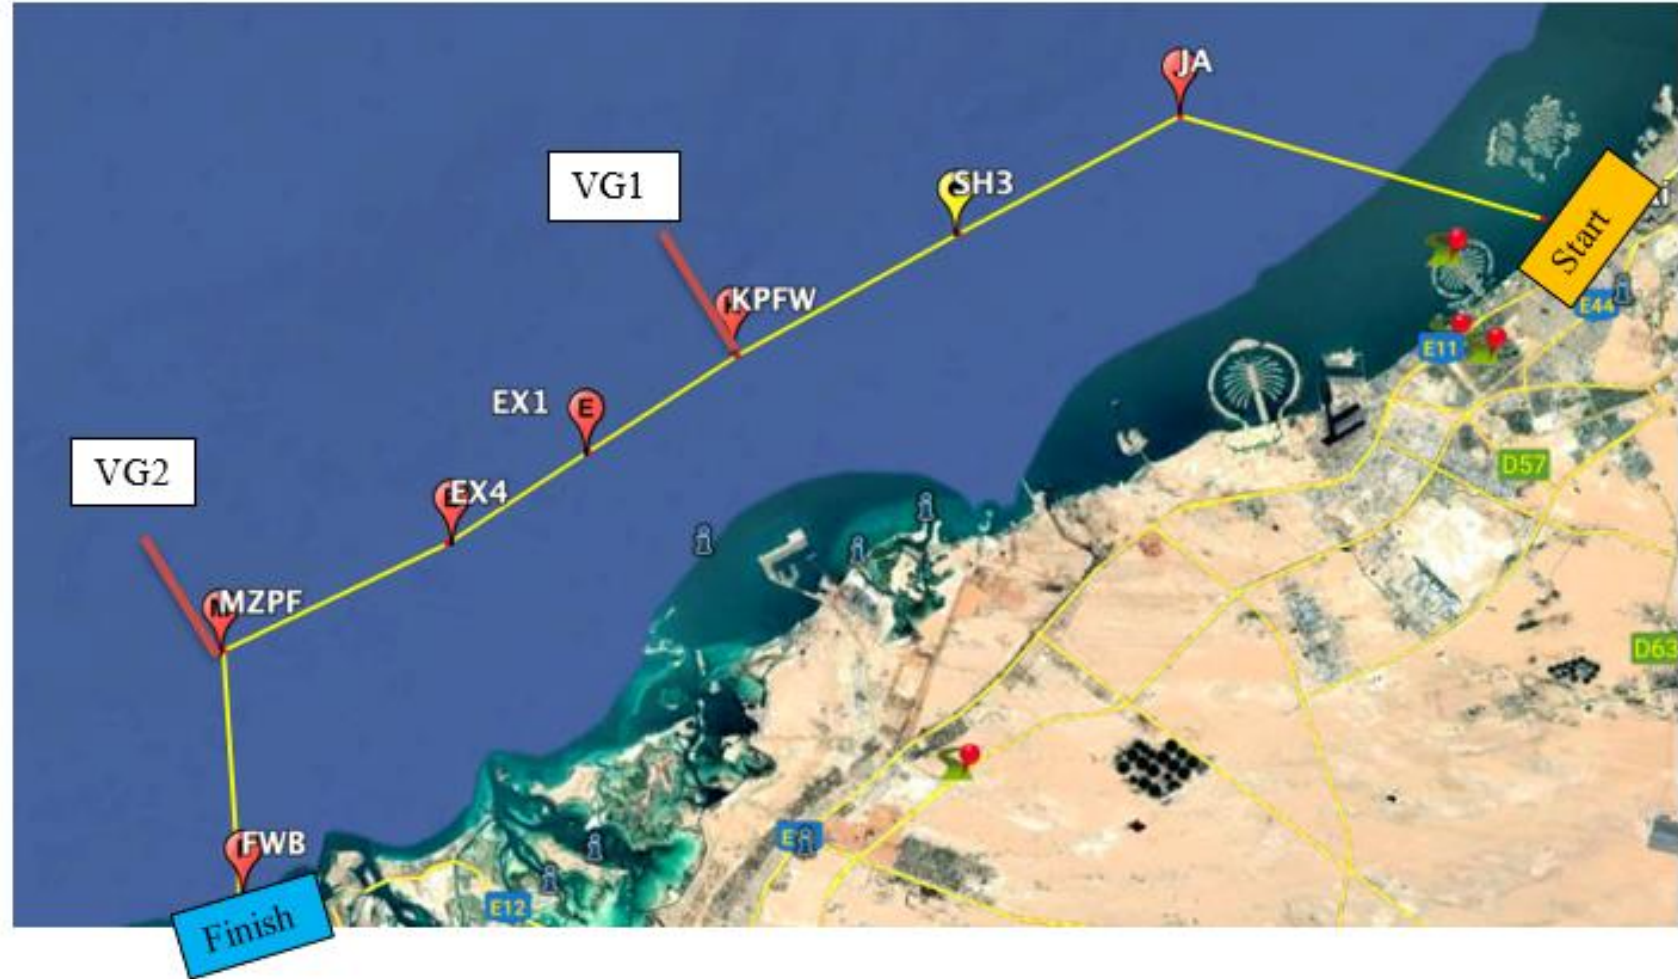 JA
VG1
SH3
Start
KPFW
E44
E11
EX1
E
VG2
EX4
D57
MZPF
D63
FWB
E12
Finish